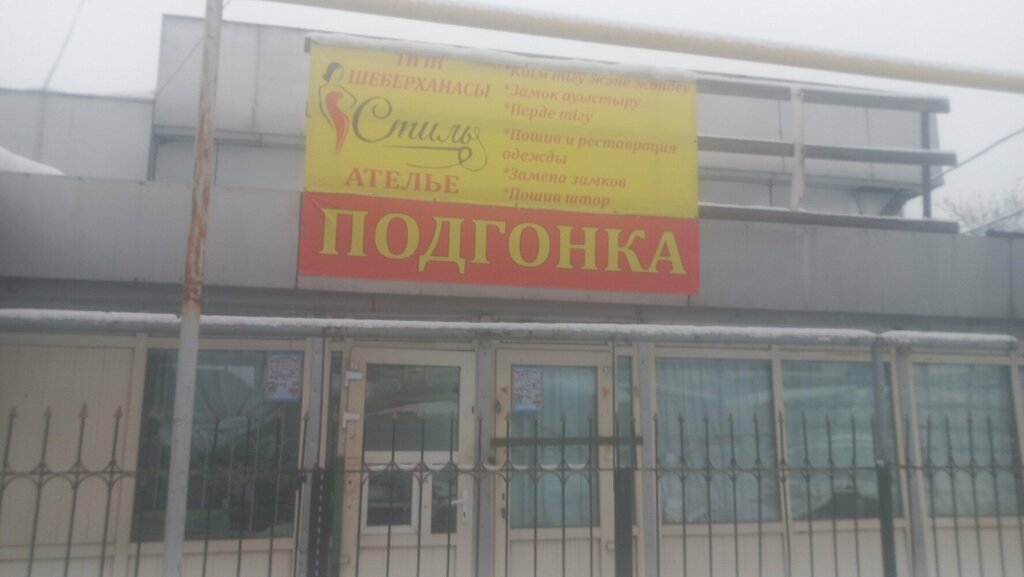 ТІГІН
ШЕБЕРХАНАСЫ
Стиль
АТЕЛЬЕ
*Киім тігу және жөндеу
*Замок ауыстыру
*Перде тігу
*Пошив и реставрация
одежды
*Замена замков
*Пошив штор
ПОДГОНКА